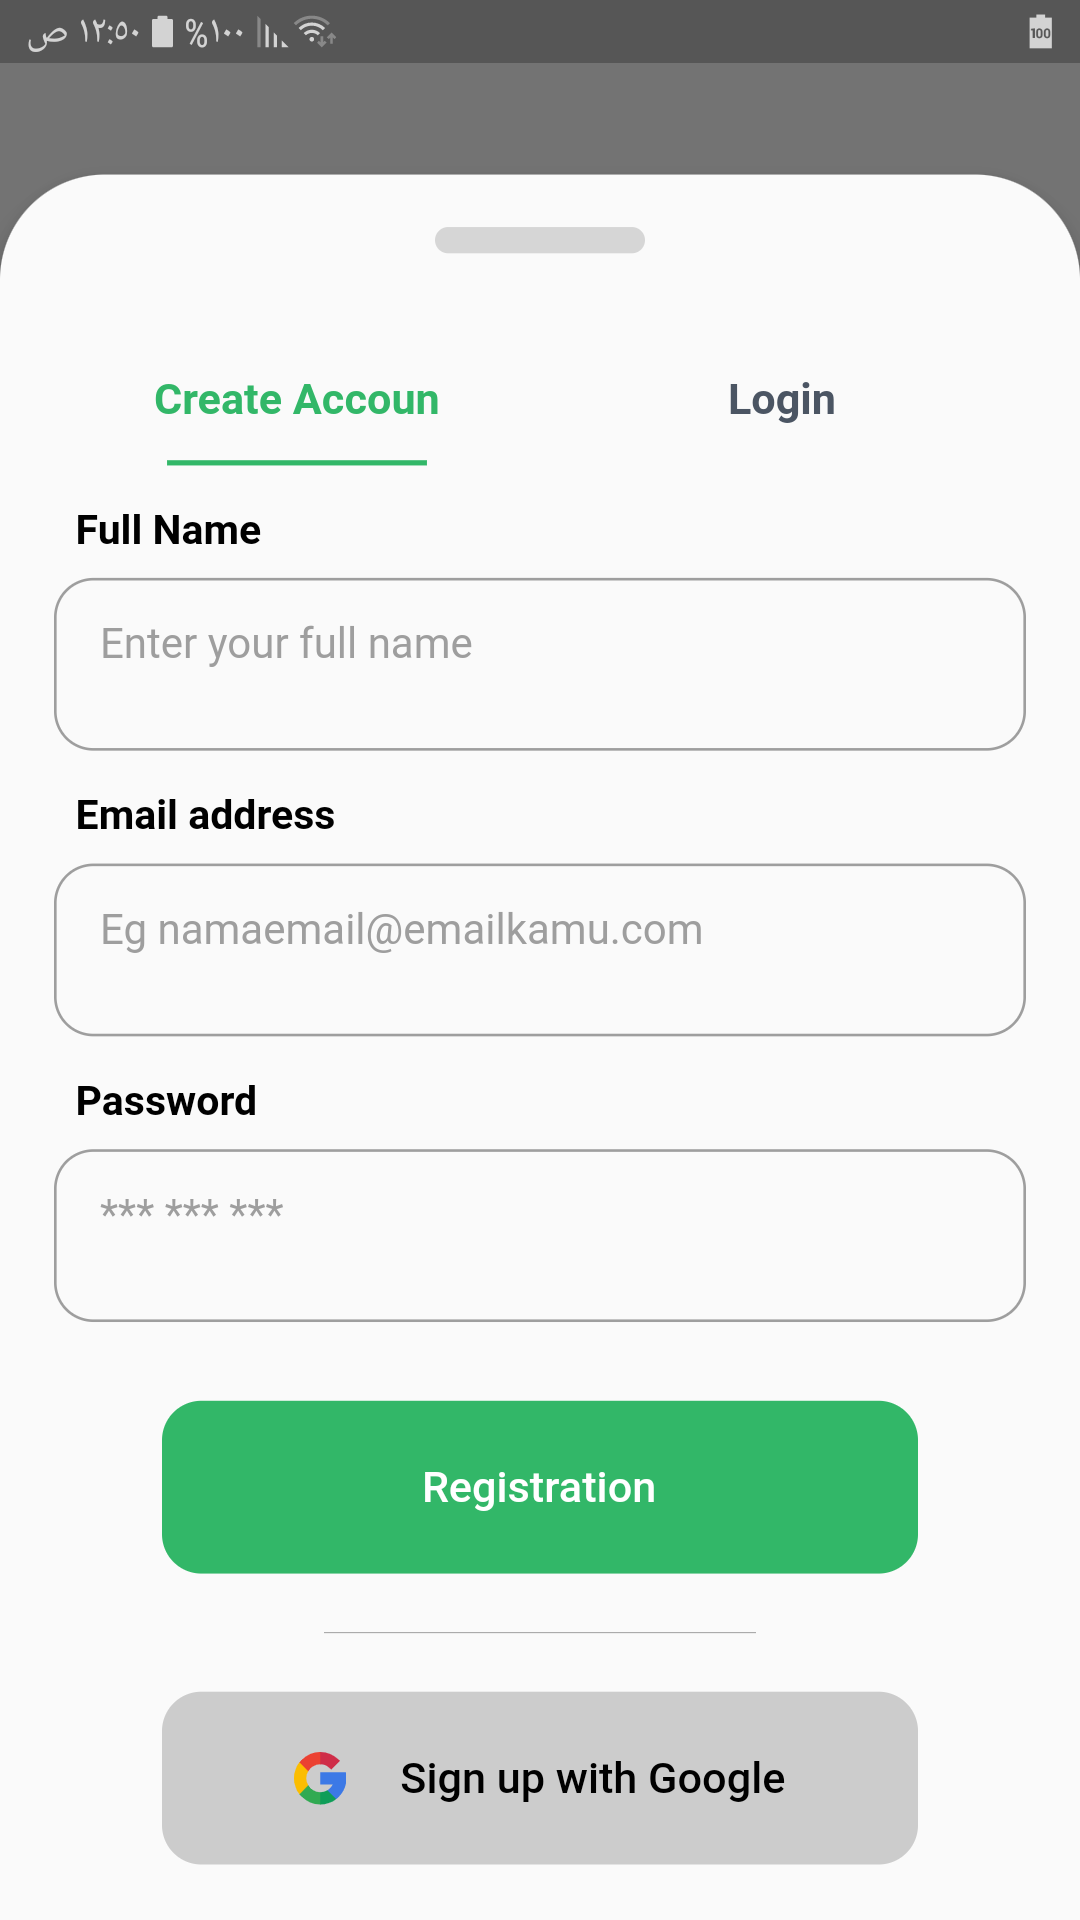 ١٢:٥٠ ص
%١٠٠
100
Create Accoun
Login
Full Name
Enter your full name
Email address
Eg namaemail@emailkamu.com
Password
*** *** ***
Registration
Sign up with Google